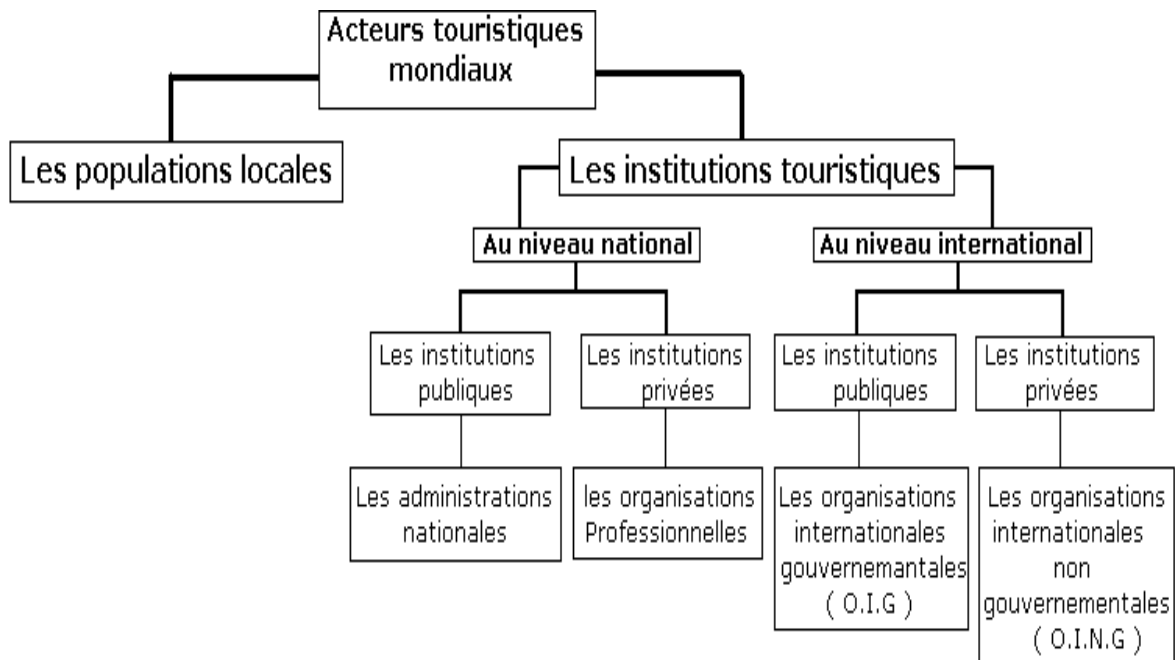 Acteurs touristiques
mondiaux
Les populations locales
Les institutions touristiques
Au niveau national
Au niveau international
Les institutions
publiques
Les institutions
privées
Les institutions
publiques
Les institutions
privées
Les administrations
nationales
les organisations
Professionnelles
Les organisations
internationales
gouvernemantales
( O.I.G )
Les organisations
internationales
non
gouvernementales
( O.I.N.G )